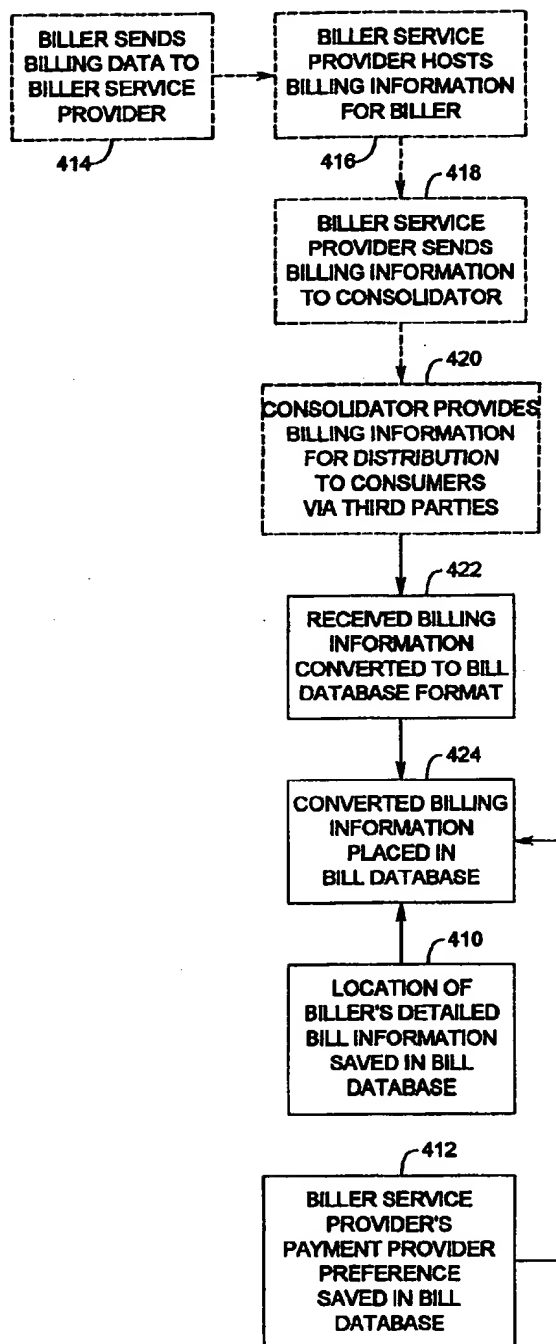 BILLER SENDS
BILLING DATA TO
BILLER SERVICE
PROVIDER
414
BILLER SERVICE
PROVIDER HOSTS
BILLING INFORMATION
FOR BILLER
416
418
BILLER SERVICE
PROVIDER SENDS
BILLING INFORMATION
TO CONSOLIDATOR
420
CONSOLIDATOR PROVIDES
BILLING INFORMATION
FOR DISTRIBUTION
TO CONSUMERS
VIA THIRD PARTIES
422
RECEIVED BILLING
INFORMATION
CONVERTED TO BILL
DATABASE FORMAT
424
CONVERTED BILLING
INFORMATION
PLACED IN
BILL DATABASE
410
LOCATION OF
BILLER'S DETAILED
BILL INFORMATION
SAVED IN BILL
DATABASE
412
BILLER SERVICE
PROVIDER'S
PAYMENT PROVIDER
PREFERENCE
SAVED IN BILL
DATABASE